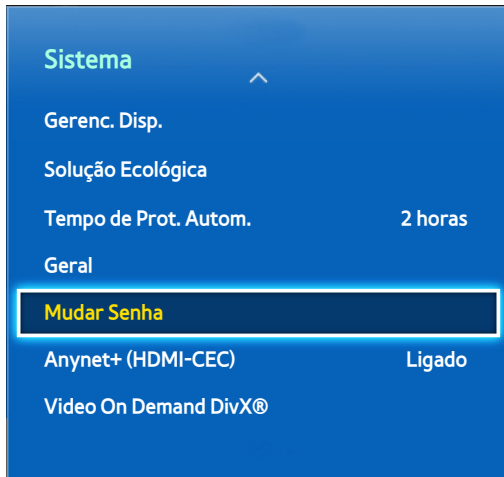 Sistema
Gerenc. Disp.
Solução Ecológica
Tempo de Prot. Autom. 2 horas
Geral
Mudar Senha
Anynet+ (HDMI-CEC) Ligado
Video On Demand DivX®